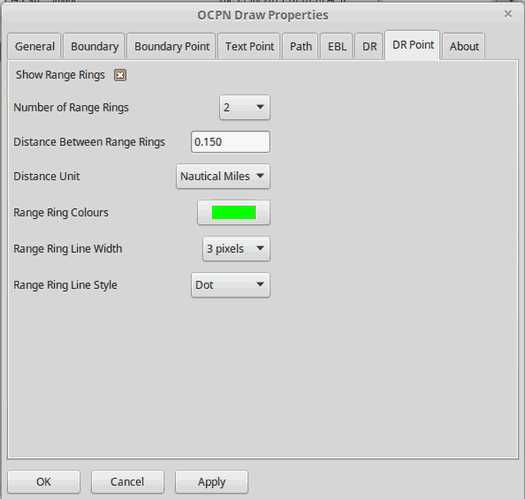 OCPN Draw Properties
General Boundary Boundary Point Text Point Path EBL DR DR Point About
Show Range Rings
Number of Range Rings 2
Distance Between Range Rings 0.150
Distance Unit Nautical Miles
Range Ring Colours
Range Ring Line Width 3 pixels
Range Ring Line Style Dot
OK Cancel Apply